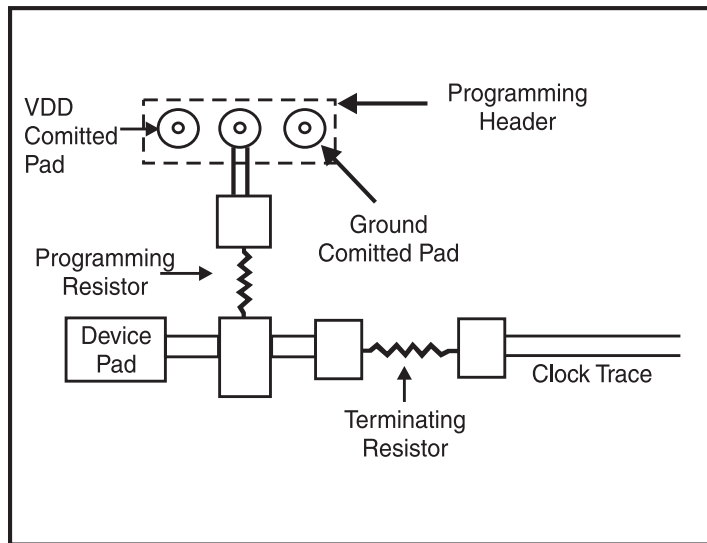 VDD
Comitted
Pad
Programming
Header
Ground
Comitted Pad
Programming
Resistor
Device
Pad
Clock Trace
Terminating
Resistor